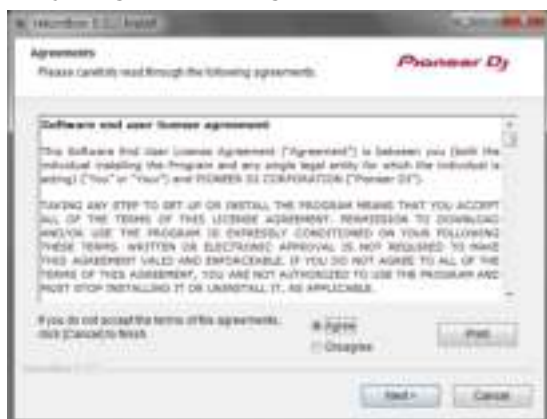 rekordbox
Agreements
Please carefully read through the following agreements.
Pioneer Dj
Software end user license agreement
This Software End User License Agreement ("Agreement") is between you (both the
individual installing the Program and any single legal entity for which the individual is
acting) ("You" or "Your") and PIONEER DJ CORPORATION ("Pioneer DJ").
TAKING ANY STEP TO SET UP OR INSTALL THE PROGRAM MEANS THAT YOU ACCEPT
ALL OF THE TERMS OF THIS LICENSE AGREEMENT. PERMISSION TO DOWNLOAD
AND/OR USE THE PROGRAM IS EXPRESSLY CONDITIONED ON YOUR FOLLOWING
THESE TERMS. WRITTEN OR ELECTRONIC APPROVAL IS NOT REQUIRED TO MAKE
THIS AGREEMENT VALID AND ENFORCEABLE. IF YOU DO NOT AGREE TO ALL OF THE
TERMS OF THIS AGREEMENT, YOU ARE NOT AUTHORIZED TO USE THE PROGRAM AND
MUST STOP INSTALLING IT OR UNINSTALL IT, AS APPLICABLE.
If you do not accept the terms of the agreements,
click [Cancel] to finish
Agree
Disagree
Print
Next >
Cancel